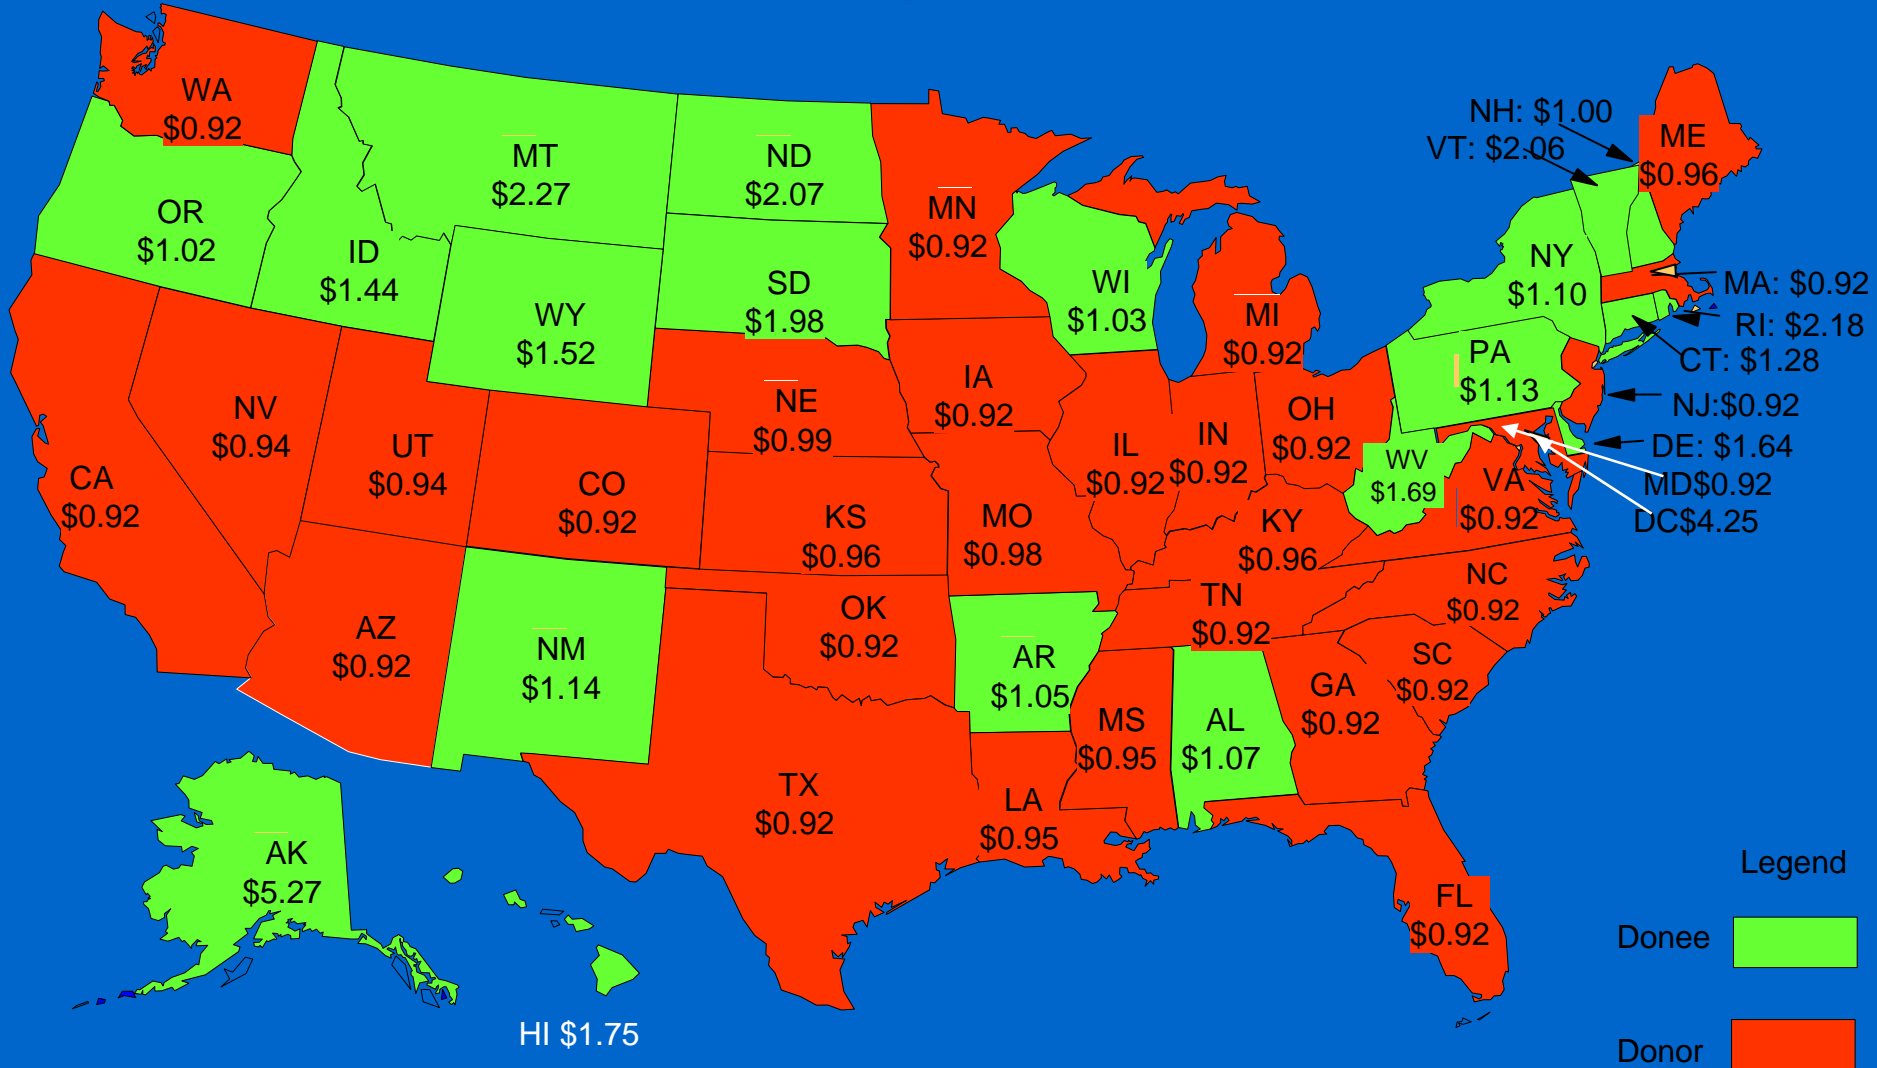 WA
$0.92
OR
$1.02
ID
$1.44
MT
$2.27
ND
$2.07
MN
$0.92
SD
$1.98
WY
$1.52
WI
$1.03
MI
$0.92
NH: $1.00
VT: $2.06
ME
$0.96
NY
$1.10
MA: $0.92
RI: $2.18
CT: $1.28
PA
$1.13
NJ:$0.92
DE: $1.64
MD$0.92
DC$4.25
CA
$0.92
NV
$0.94
UT
$0.94
CO
$0.92
NE
$0.99
KS
$0.96
IA
$0.92
MO
$0.98
IL
$0.92
IN
$0.92
OH
$0.92
WV
$1.69
VA
$0.92
KY
$0.96
NC
$0.92
TN
$0.92
SC
$0.92
AZ
$0.92
NM
$1.14
OK
$0.92
AR
$1.05
TX
$0.92
LA
$0.95
MS
$0.95
AL
$1.07
GA
$0.92
FL
$0.92
AK
$5.27
HI $1.75
Legend
Donee
Donor